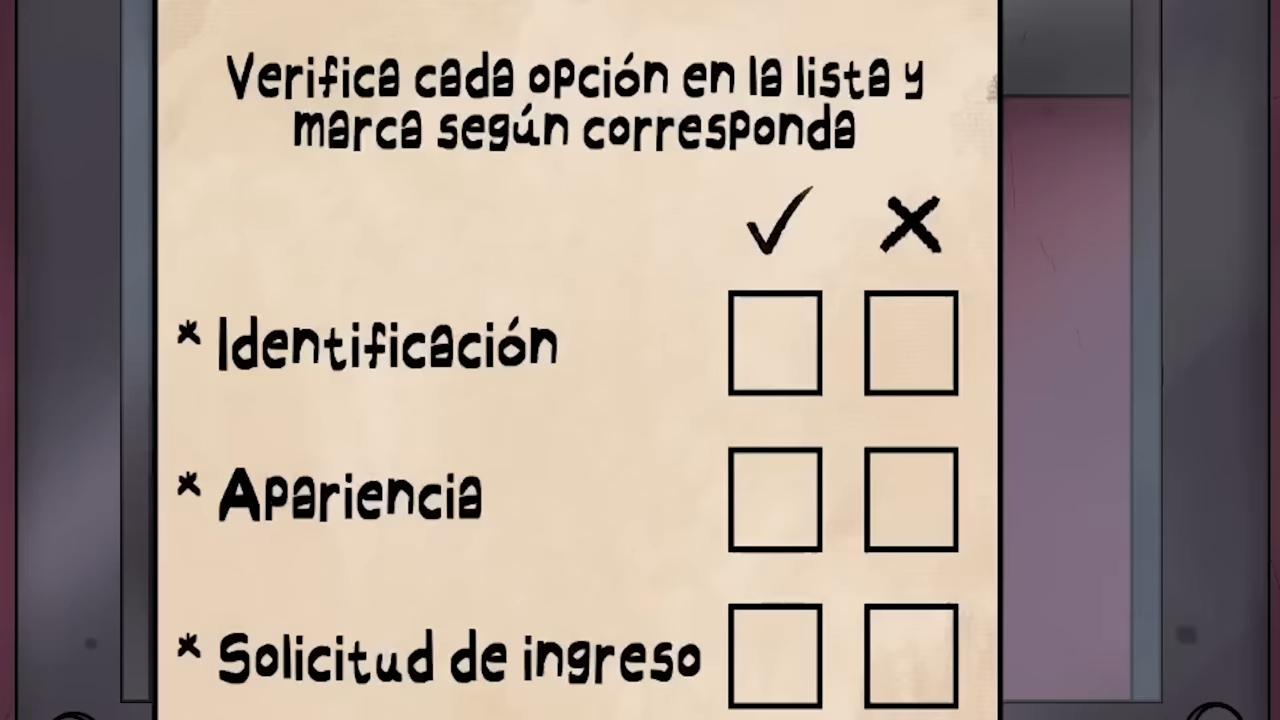 Verifica cada opción en la lista y
marca según corresponda
✓ ✗
* Identificación
* Apariencia
* Solicitud de ingreso